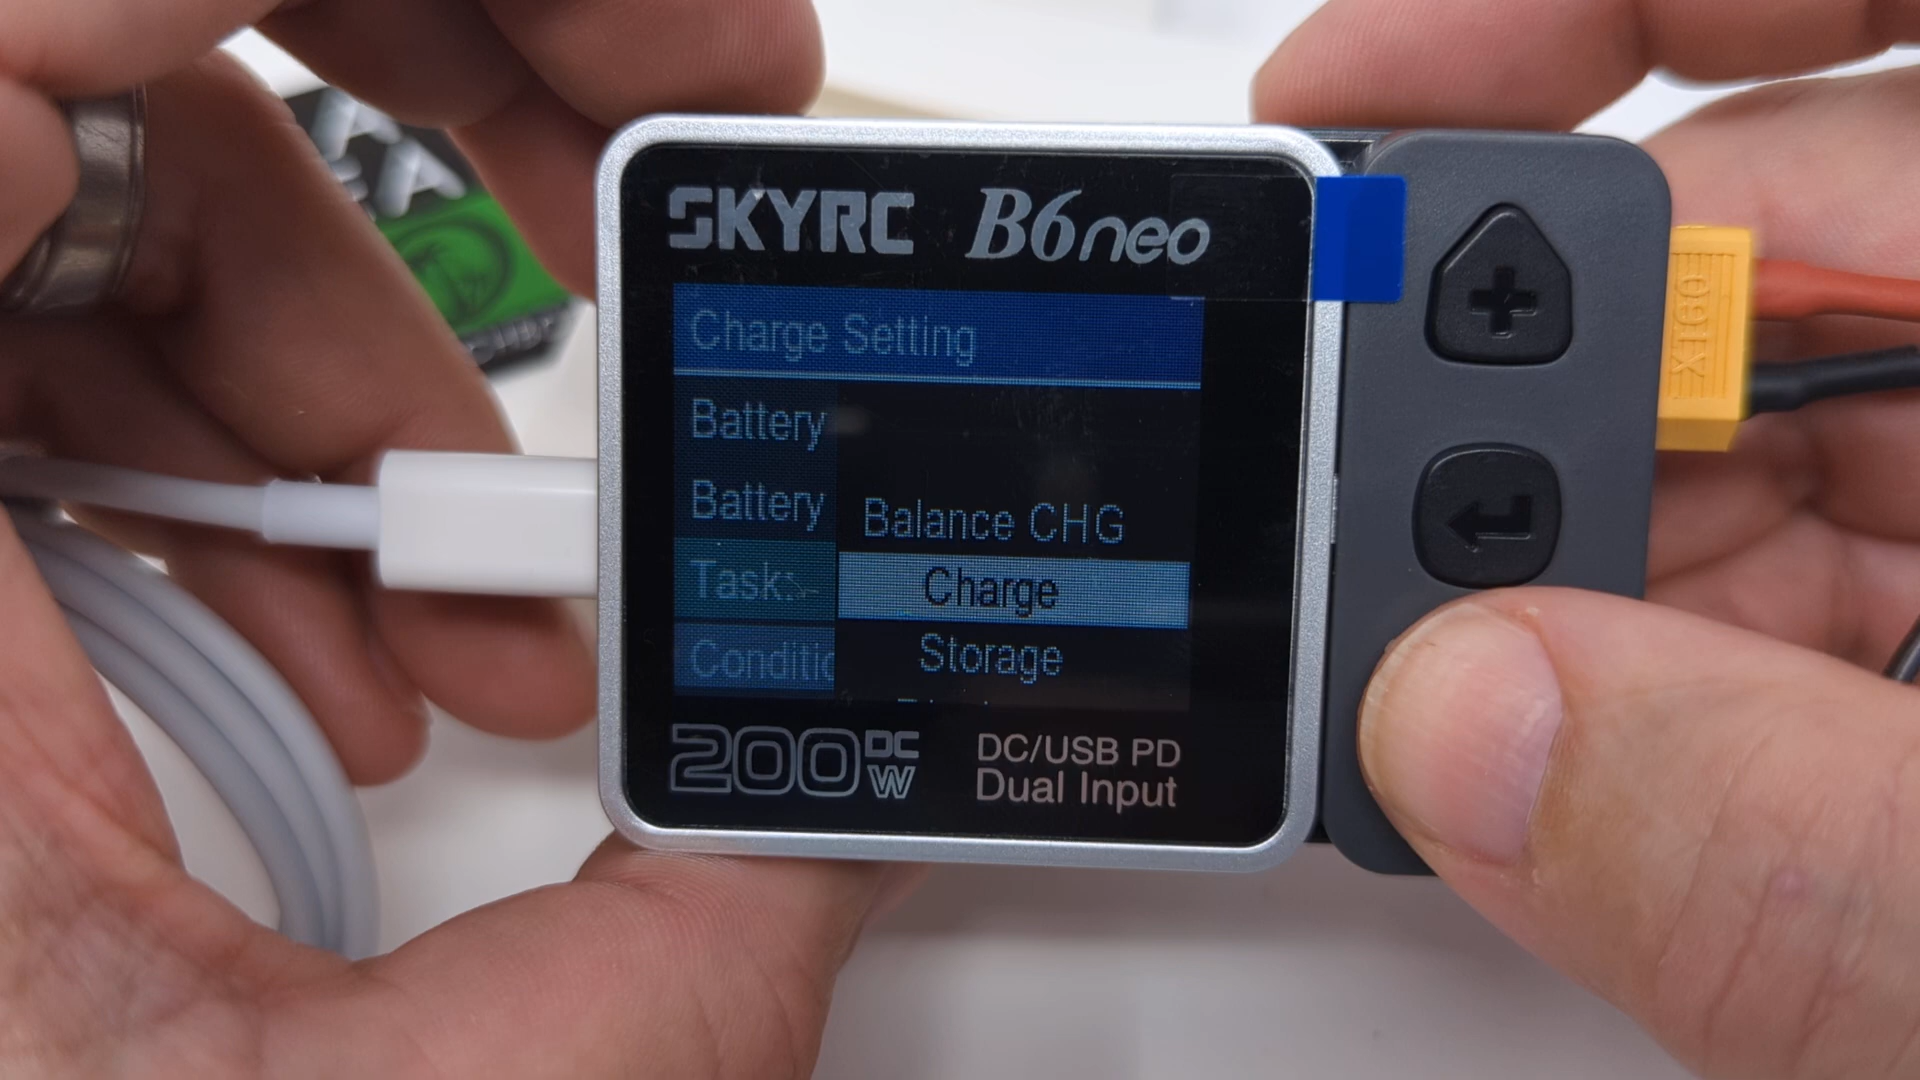 SKYRC B6neo
Charge Setting
Battery
Battery
Balance CHG
Task:
Charge
Conditic
Storage
200 DC W
DC/USB PD
Dual Input
XT60